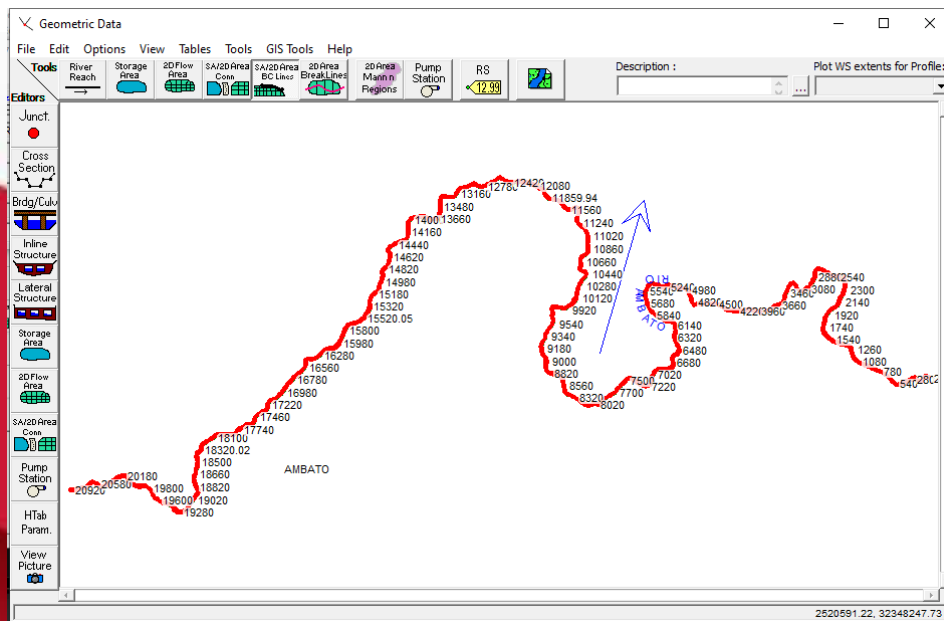 Geometric Data
File Edit Options View Tables Tools GIS Tools Help
Tools
Editors
River
Reach
Storage
Area
2D Flow
Area
SA/2D Area
Conn
SA/2D Area
BC Lines
2D Area
BreakLines
2D Area
Mann n
Regions
Pump
Station
RS
12.99
Description :
...
Plot WS extents for Profile:
Junct.
Cross
Section
Brdg/Culv
Inline
Structure
Lateral
Structure
Storage
Area
2D Flow
Area
SA/2D Area
Conn
Pump
Station
HTab
Param.
View
Picture
20920
20580
20180
19800
19600
19280
19020
18820
18660
18500
18320.02
18100
17740
17460
17220
16980
16780
16560
16280
15980
15800
15520.05
15320
15180
14980
14820
14620
14440
14160
1400
13660
13480
13160
12780
12420
12080
11859.94
11560
11240
11020
10860
10660
10440
10280
10120
9920
9540
9340
9180
9000
8820
8560
8320
8020
7700
7500
7220
7020
6680
6480
6320
6140
5840
5680
5540
5240
4980
4820
4500
4220
3960
3660
3460
3080
2880
2540
2300
2140
1920
1740
1540
1260
1080
780
540
280
RIO AMBATO
AMBATO
2520591.22, 32348247.73